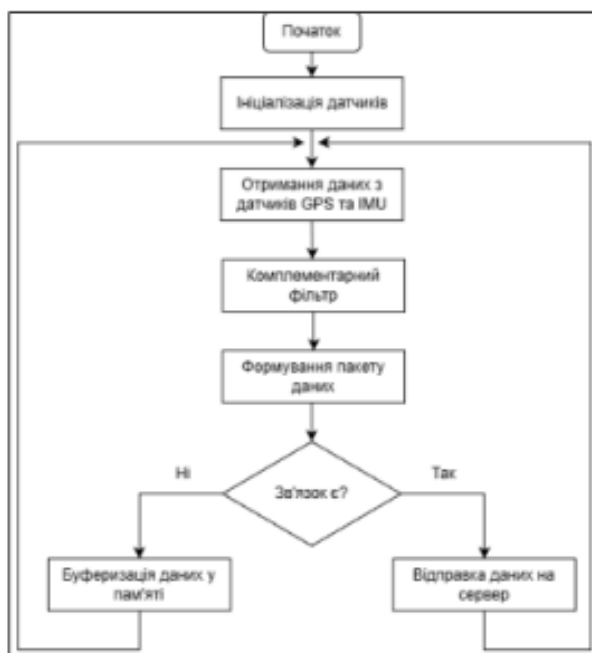 Початок
Ініціалізація датчиків
Отримання даних з
датчиків GPS та IMU
Комплементарний
фільтр
Формування пакету
даних
Ні
Зв'язок є?
Так
Буферизація даних у
пам'яті
Відправка даних на
сервер